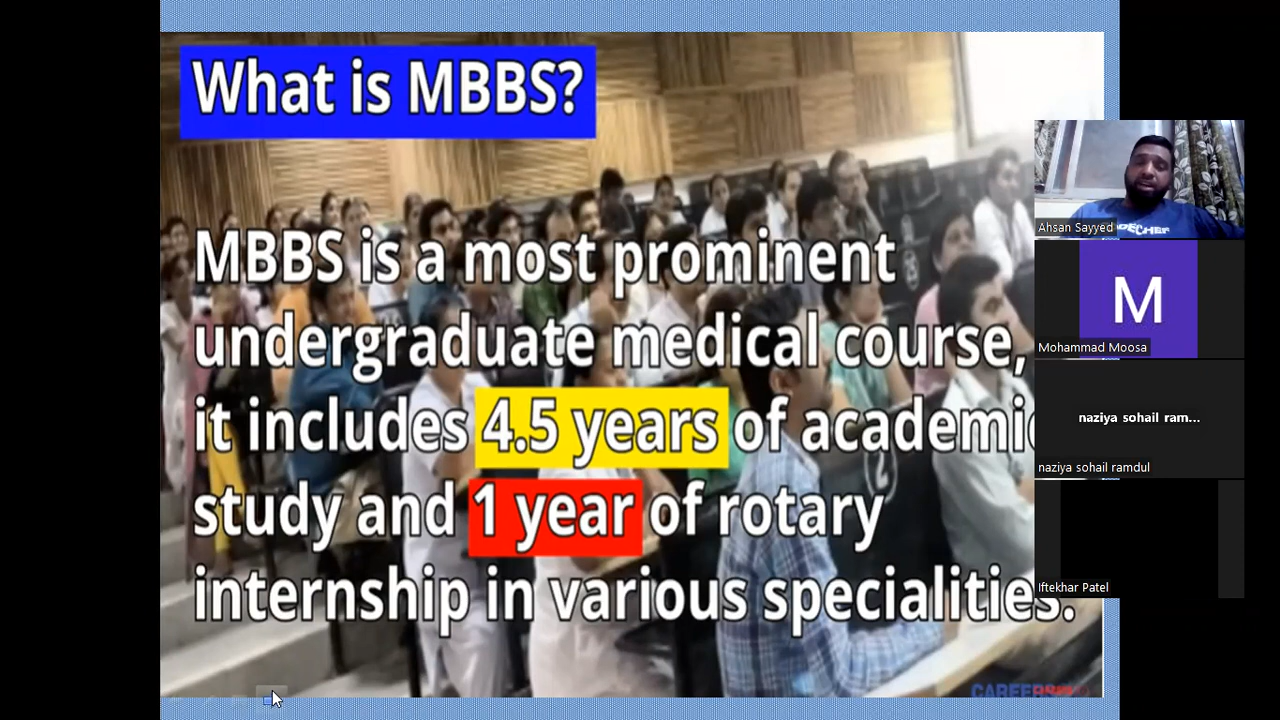 What is MBBS?
MBBS is a most prominent
undergraduate medical course,
it includes 4.5 years of academic
study and 1 year of rotary
internship in various specialities.
Ahsan Sayyed
M
Mohammad Moosa
naziya sohail ram...
naziya sohail ramdul
Iftekhar Patel